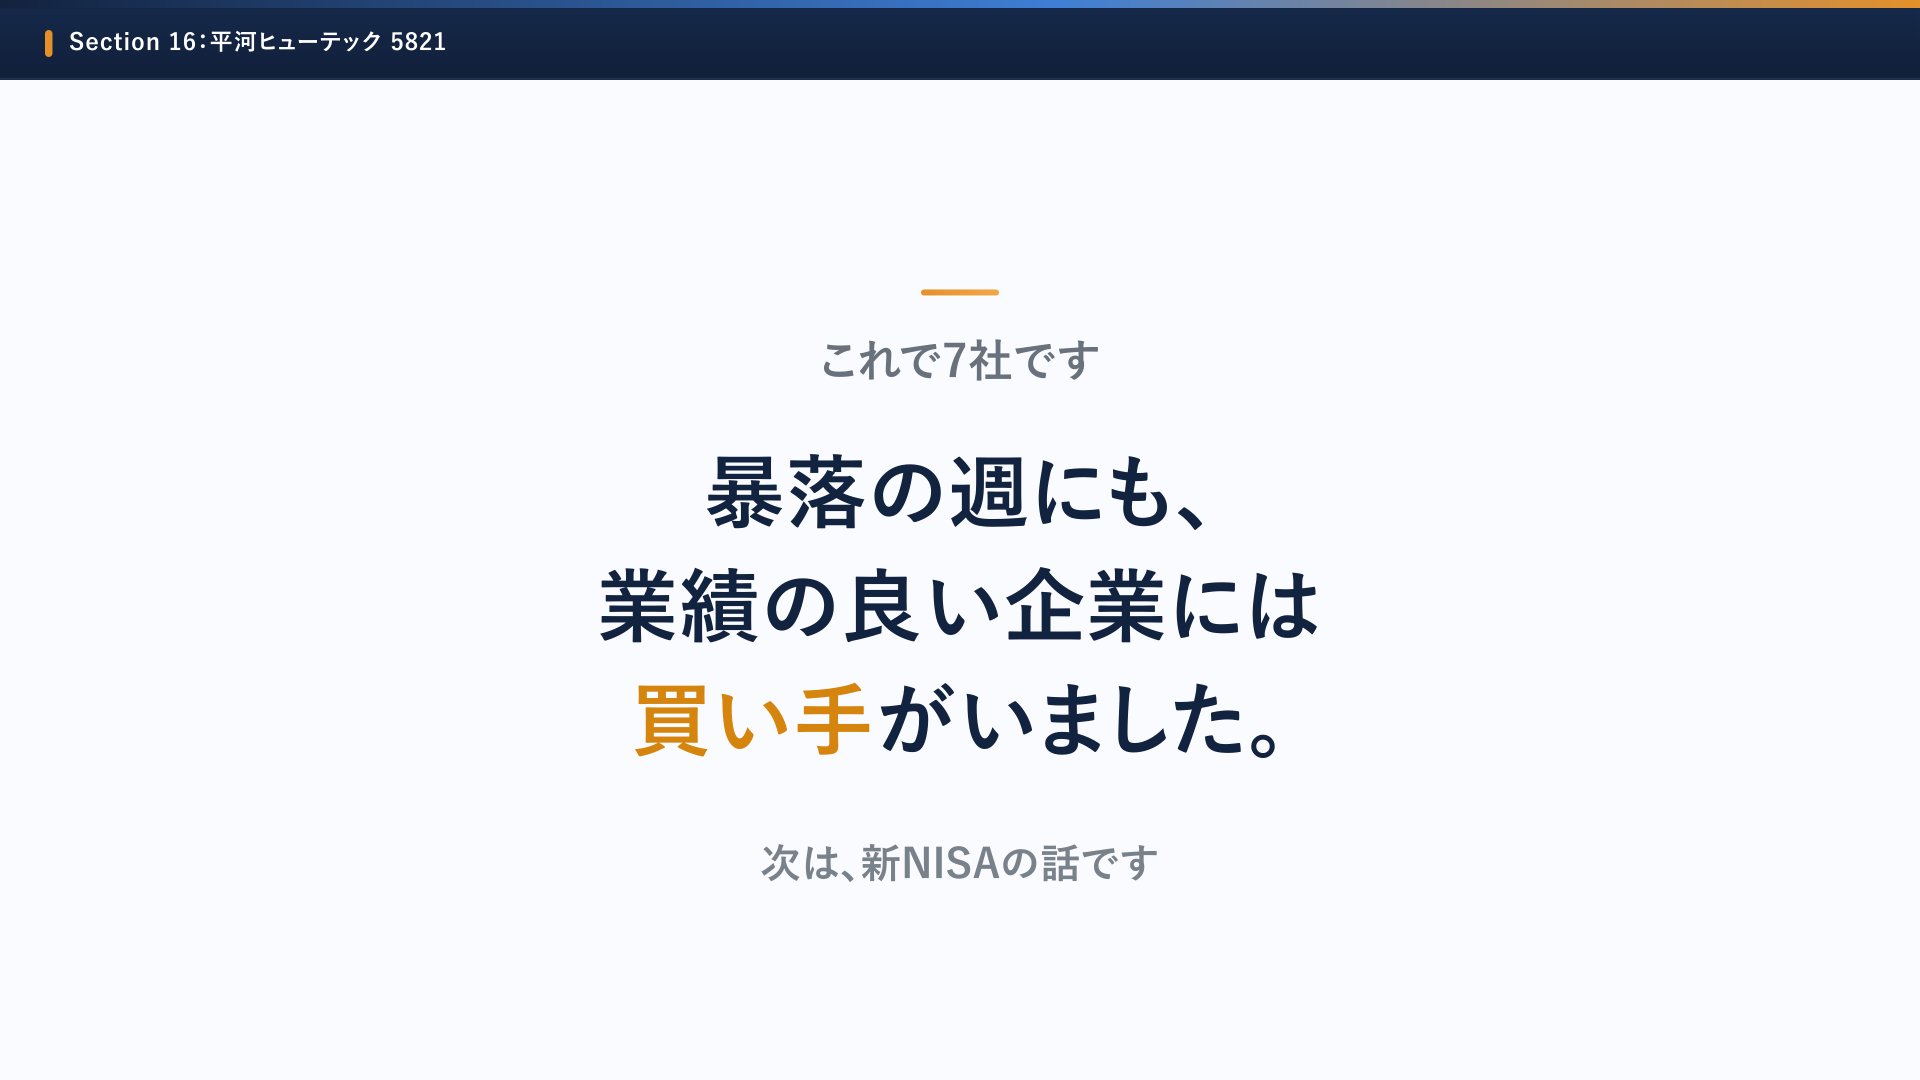 Section 16：平河ヒューテック 5821
これで7社です
暴落の週にも、
業績の良い企業には
買い手がいました。
次は、新NISAの話です